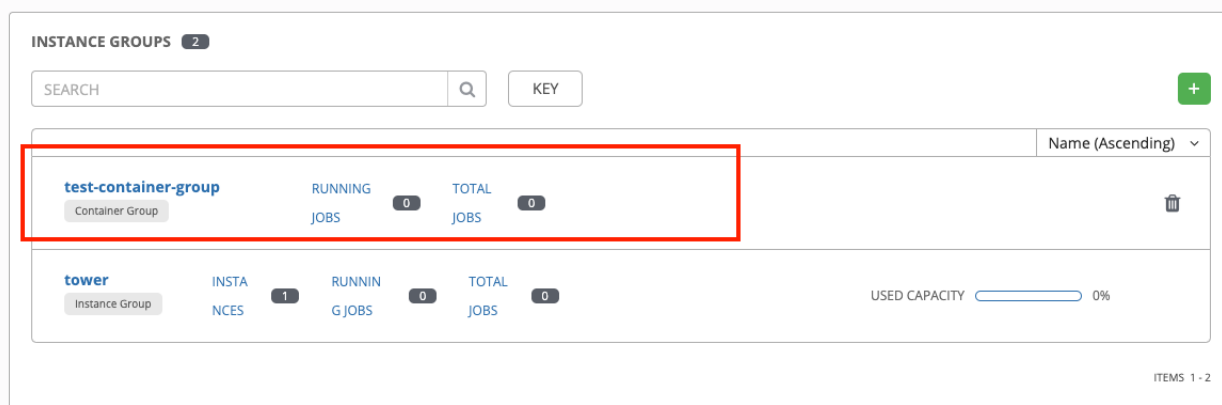 INSTANCE GROUPS 2
SEARCH KEY
+
Name (Ascending)
test-container-group RUNNING TOTAL
Container Group 0 0
JOBS JOBS
tower INSTA RUNNIN TOTAL
Instance Group 1 0 0 USED CAPACITY 0%
NCES G JOBS JOBS
ITEMS 1 - 2